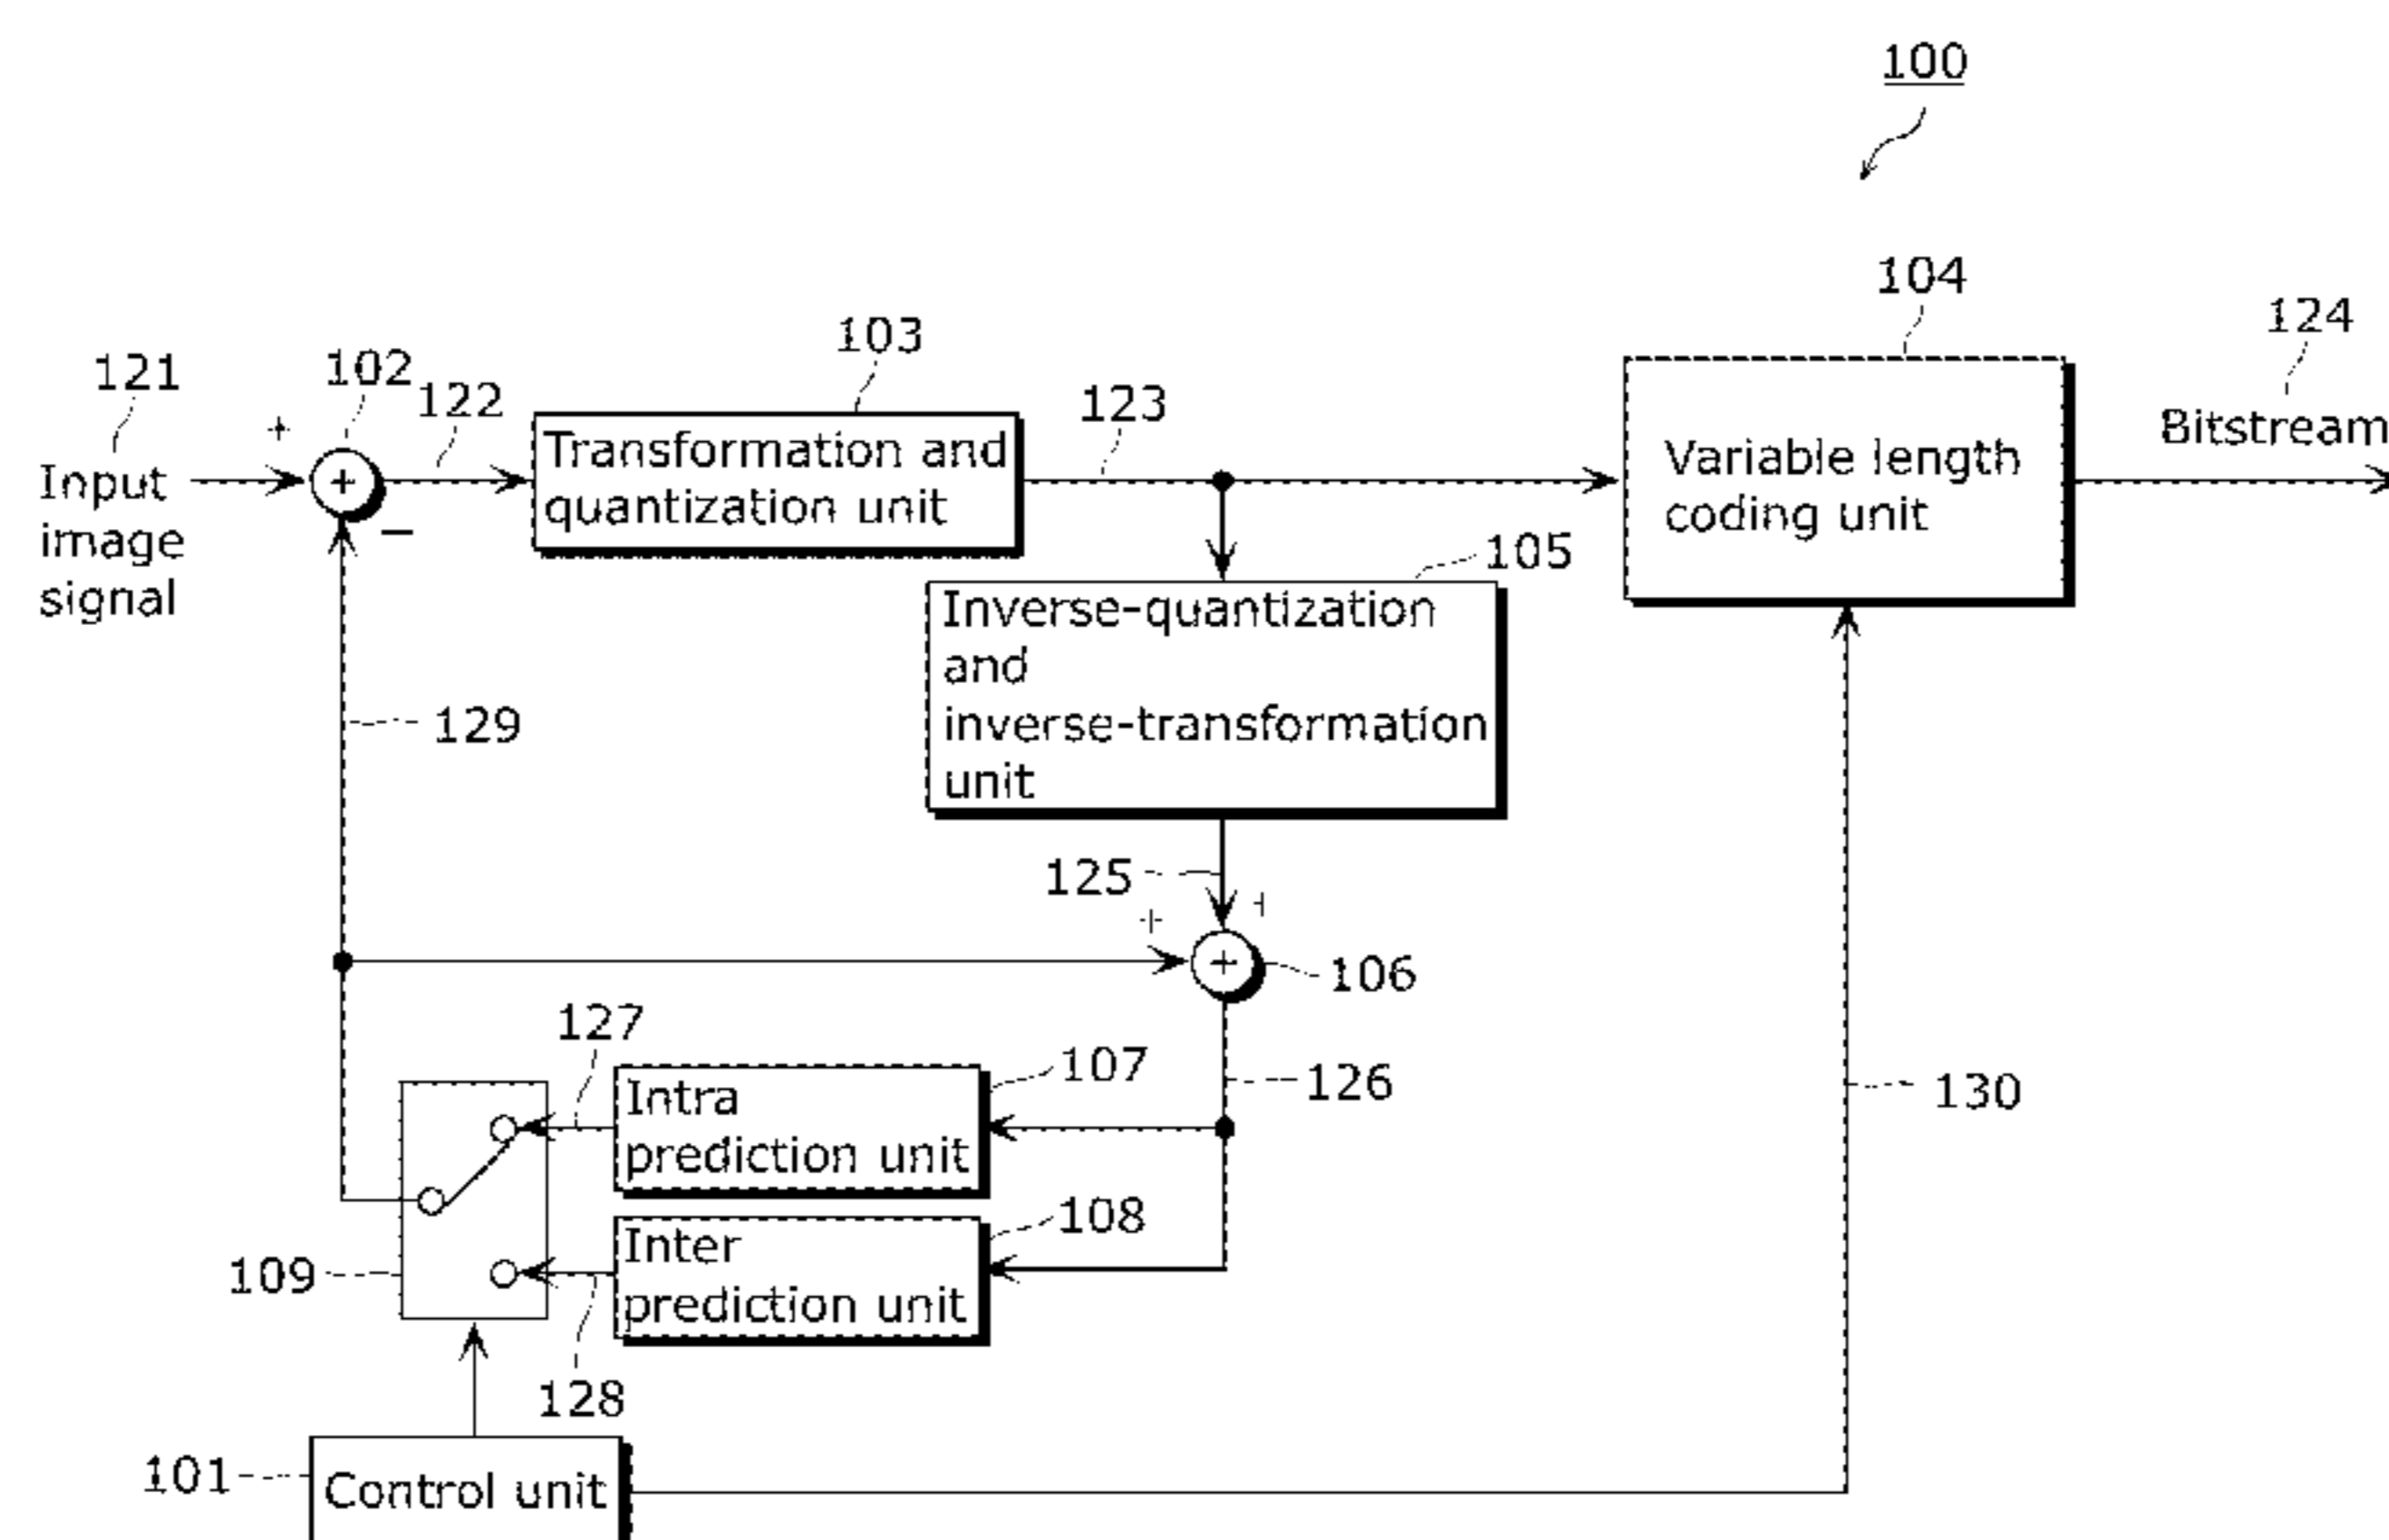 100
104
124
103
121
102
122
123
Bitstream
+
Transformation and
quantization unit
Variable length
coding unit
Input
image
signal
+
−
105
Inverse-quantization
and
inverse-transformation
unit
129
125
+
+
+
106
127
107
126
130
Intra
prediction unit
108
Inter
prediction unit
109
128
101
Control unit